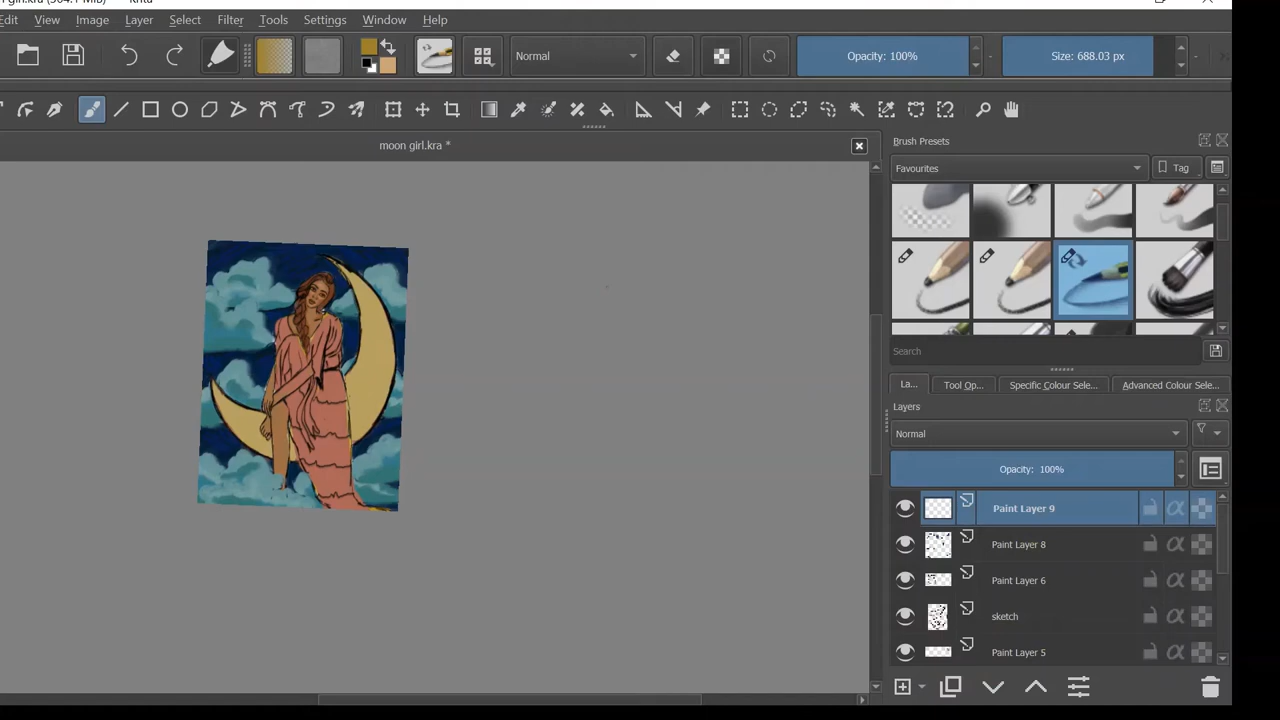 Edit View Image Layer Select Filter Tools Settings Window Help
Normal Opacity: 100% Size: 688.03 px
moon girl.kra *
Brush Presets
Favourites Tag
Search
La... Tool Op... Specific Colour Sele... Advanced Colour Sele...
Layers
Normal
Opacity: 100%
Paint Layer 9
Paint Layer 8
Paint Layer 6
sketch
Paint Layer 5